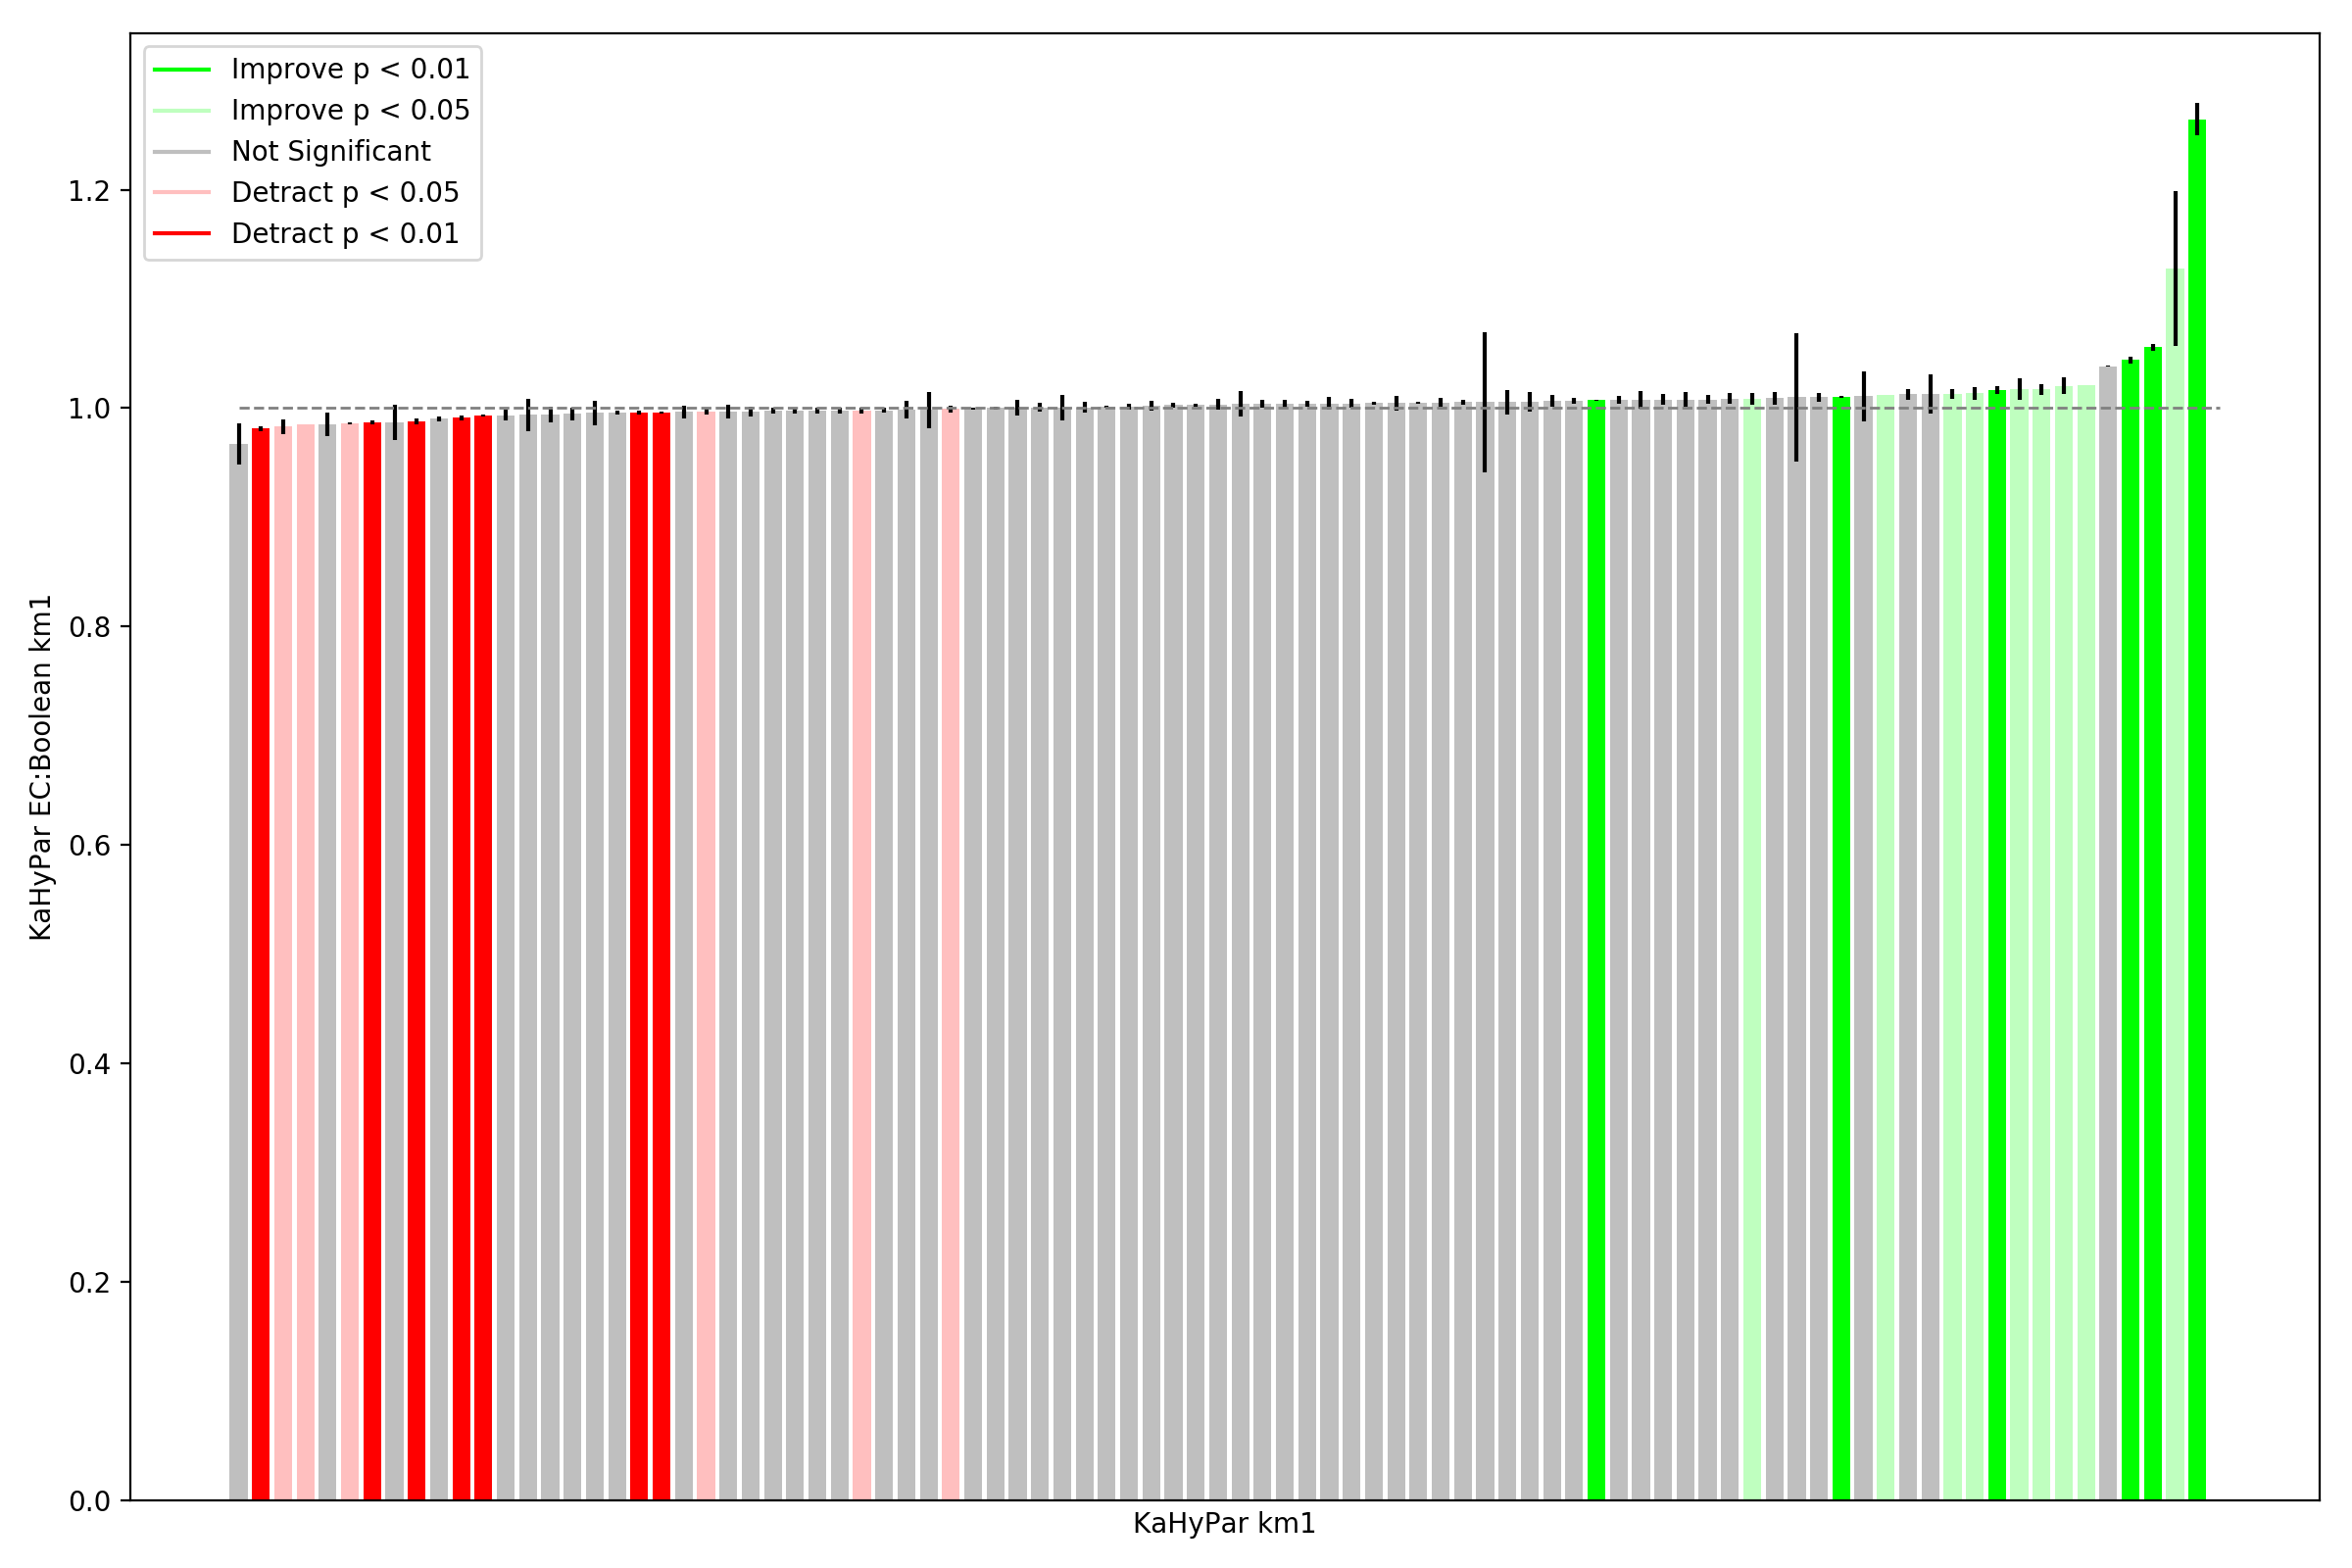 Improve p < 0.01
Improve p < 0.05
Not Significant
Detract p < 0.05
Detract p < 0.01
1.2
1.0
0.8
0.6
0.4
0.2
0.0
KaHyPar EC:Boolean km1
KaHyPar km1